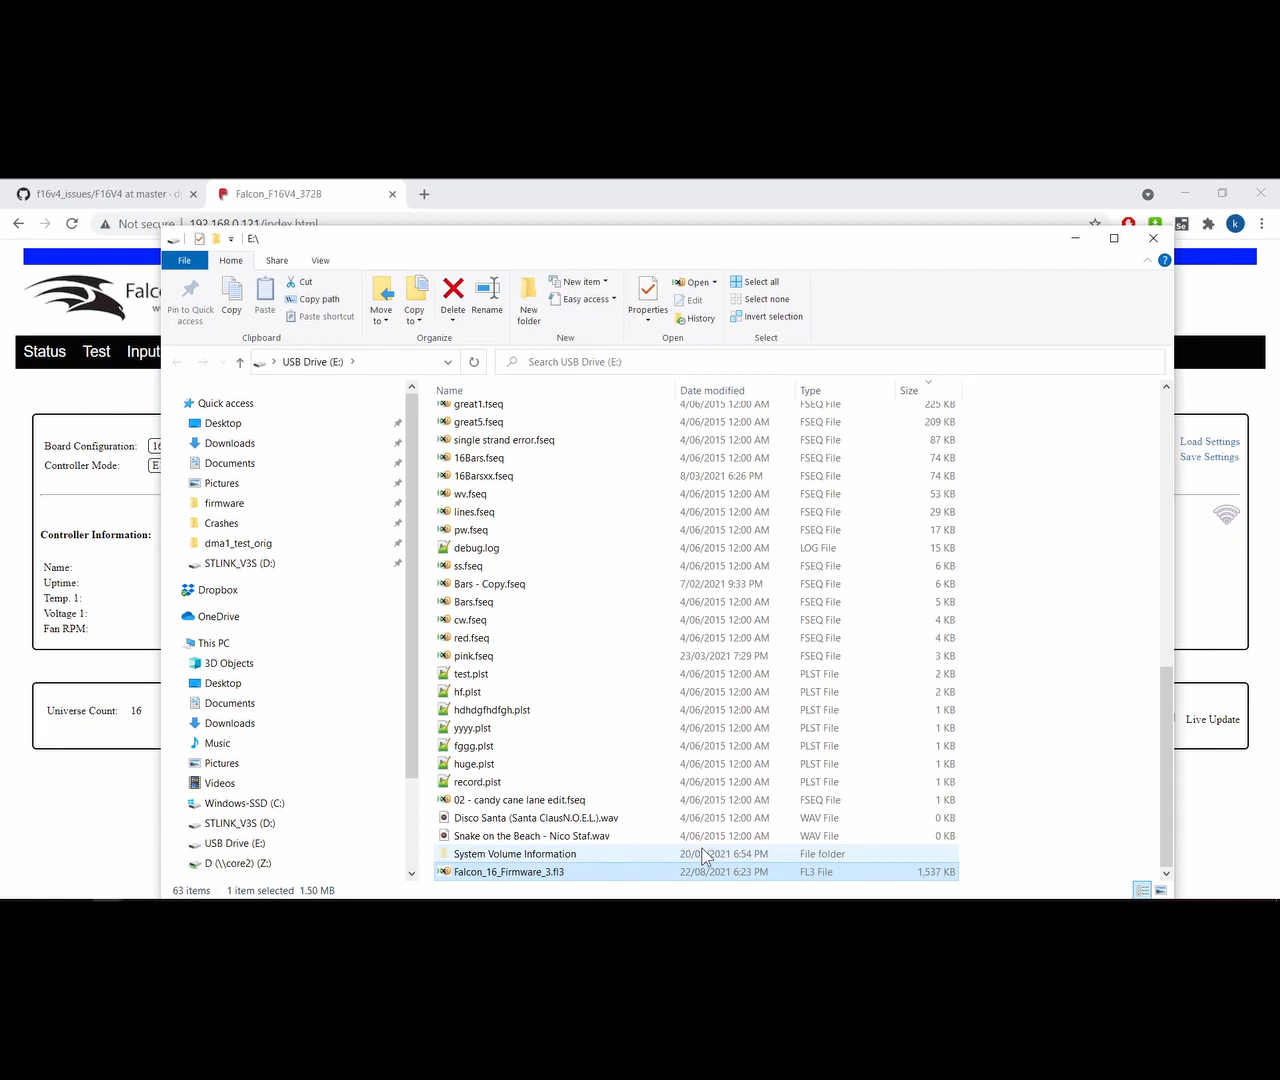 f16v4_issues/F16V4 at master · d
Falcon_F16V4_372B
Not secure
192.168.0.121/index.html
E:\
File Home Share View
Pin to Quick access
Copy
Paste
Cut
Copy path
Paste shortcut
Clipboard
Move to
Copy to
Delete
Rename
Organize
New folder
New item
Easy access
New
Properties
Open
Edit
History
Open
Select all
Select none
Invert selection
Select
USB Drive (E:)
Search USB Drive (E:)
Falc
Status Test Input
Board Configuration: 16
Controller Mode: E
Controller Information:
Name:
Uptime:
Temp. 1:
Voltage 1:
Fan RPM:
Universe Count: 16
Load Settings
Save Settings
Live Update
Quick access
Desktop
Downloads
Documents
Pictures
firmware
Crashes
dma1_test_orig
STLINK_V3S (D:)
Dropbox
OneDrive
This PC
3D Objects
Desktop
Documents
Downloads
Music
Pictures
Videos
Windows-SSD (C:)
STLINK_V3S (D:)
USB Drive (E:)
D (\\core2) (Z:)
Name Date modified Type Size
great1.fseq 4/06/2015 12:00 AM FSEQ File 225 KB
great5.fseq 4/06/2015 12:00 AM FSEQ File 209 KB
single strand error.fseq 4/06/2015 12:00 AM FSEQ File 87 KB
16Bars.fseq 4/06/2015 12:00 AM FSEQ File 74 KB
16Barsxx.fseq 8/03/2021 6:26 PM FSEQ File 74 KB
wv.fseq 4/06/2015 12:00 AM FSEQ File 53 KB
lines.fseq 4/06/2015 12:00 AM FSEQ File 29 KB
pw.fseq 4/06/2015 12:00 AM FSEQ File 17 KB
debug.log 4/06/2015 12:00 AM LOG File 15 KB
ss.fseq 4/06/2015 12:00 AM FSEQ File 6 KB
Bars - Copy.fseq 7/02/2021 9:33 PM FSEQ File 6 KB
Bars.fseq 4/06/2015 12:00 AM FSEQ File 5 KB
cw.fseq 4/06/2015 12:00 AM FSEQ File 4 KB
red.fseq 4/06/2015 12:00 AM FSEQ File 4 KB
pink.fseq 23/03/2021 7:29 PM FSEQ File 3 KB
test.plst 4/06/2015 12:00 AM PLST File 2 KB
hf.plst 4/06/2015 12:00 AM PLST File 2 KB
hdhdgfhdfgh.plst 4/06/2015 12:00 AM PLST File 1 KB
yyyy.plst 4/06/2015 12:00 AM PLST File 1 KB
fggg.plst 4/06/2015 12:00 AM PLST File 1 KB
huge.plst 4/06/2015 12:00 AM PLST File 1 KB
record.plst 4/06/2015 12:00 AM PLST File 1 KB
02 - candy cane lane edit.fseq 4/06/2015 12:00 AM FSEQ File 1 KB
Disco Santa (Santa ClausN.O.E.L.).wav 4/06/2015 12:00 AM WAV File 0 KB
Snake on the Beach - Nico Staf.wav 4/06/2015 12:00 AM WAV File 0 KB
System Volume Information 6:54 PM File folder
Falcon_16_Firmware_3.fl3 22/08/2021 6:23 PM FL3 File 1,537 KB
63 items 1 item selected 1.50 MB